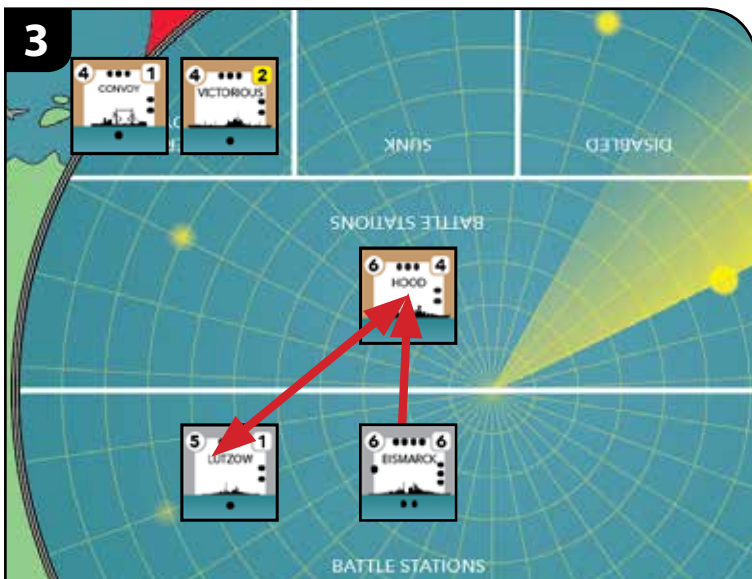 3
4 1
CONVOY
4 2
VICTORIOUS
SUNK
DISABLED
BATTLE STATIONS
6 4
HOOD
5 1
LUTZOW
6 6
BISMARCK
BATTLE STATIONS